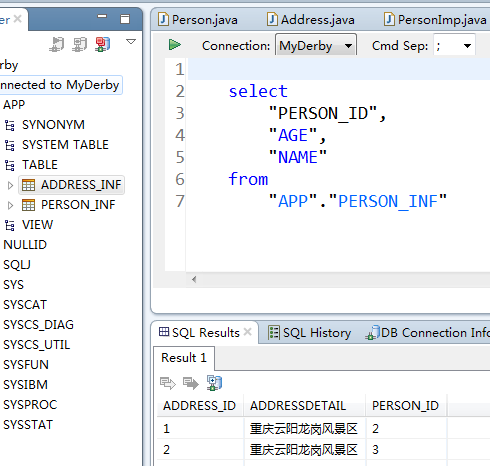 er
Person.java
Address.java
PersonImp.java
Connection:
MyDerby
Cmd Sep:
;
rby
nnected to MyDerby
APP
SYNONYM
SYSTEM TABLE
TABLE
ADDRESS_INF
PERSON_INF
VIEW
NULLID
SQLJ
SYS
SYSCAT
SYSCS_DIAG
SYSCS_UTIL
SYSFUN
SYSIBM
SYSPROC
SYSSTAT
1
2 select
3 "PERSON_ID",
4 "AGE",
5 "NAME"
6 from
7 "APP"."PERSON_INF"
SQL Results
SQL History
DB Connection Info
Result 1
ADDRESS_ID ADDRESSDETAIL PERSON_ID
1 重庆云阳龙岗风景区 2
2 重庆云阳龙岗风景区 3